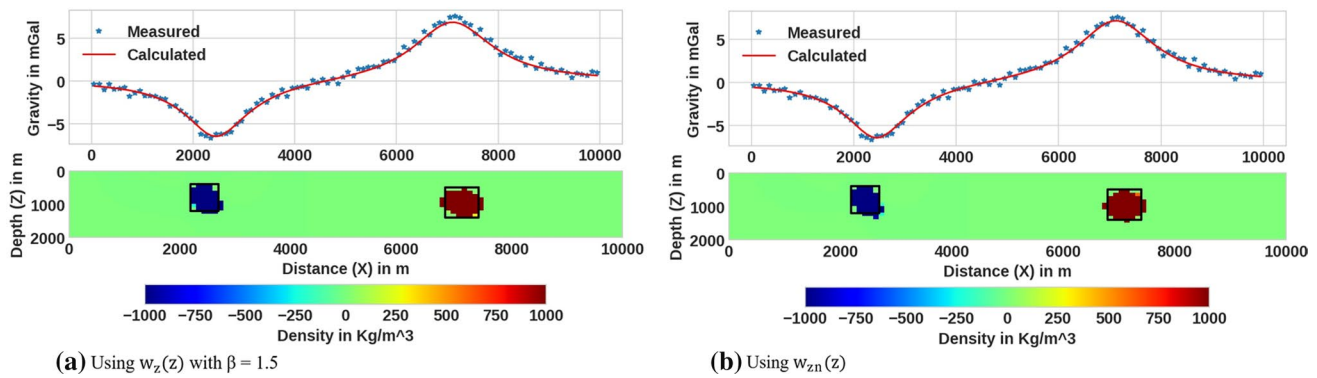 Gravity in mGal
5
0
−5
Measured
Calculated
0 2000 4000 6000 8000 10000
Depth (Z) in m
0
1000
2000
0 2000 4000 6000 8000 10000
Distance (X) in m
−1000 −750 −500 −250 0 250 500 750 1000
Density in Kg/m^3
(a) Using wz(z) with β = 1.5
Gravity in mGal
5
0
−5
Measured
Calculated
0 2000 4000 6000 8000 10000
Depth (Z) in m
0
1000
2000
0 2000 4000 6000 8000 10000
Distance (X) in m
−1000 −750 −500 −250 0 250 500 750 1000
Density in Kg/m^3
(b) Using wzn(z)